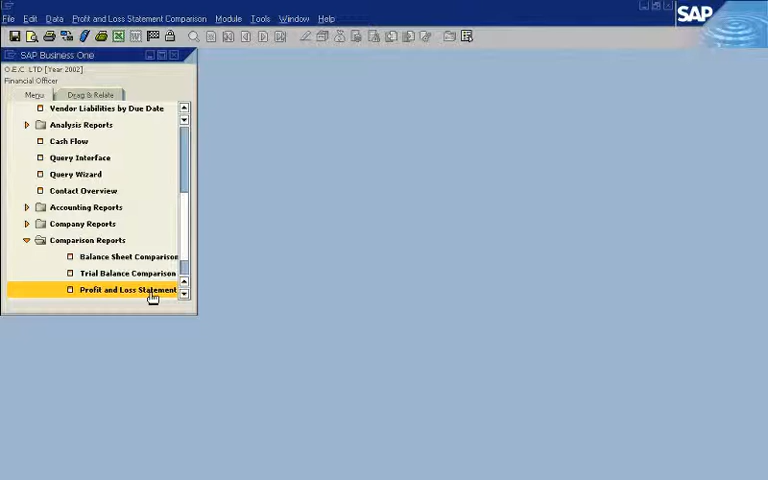 File Edit Data Profit and Loss Statement Comparison Module Tools Window Help
SAP
SAP Business One
O.E.C LTD [Year 2002]
Financial Officer
Menu Drag & Relate
Vendor Liabilities by Due Date
Analysis Reports
Cash Flow
Query Interface
Query Wizard
Contact Overview
Accounting Reports
Company Reports
Comparison Reports
Balance Sheet Comparison
Trial Balance Comparison
Profit and Loss Statement